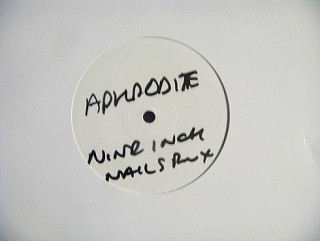 APHRODITE
NINE INCH
NAILS RMX